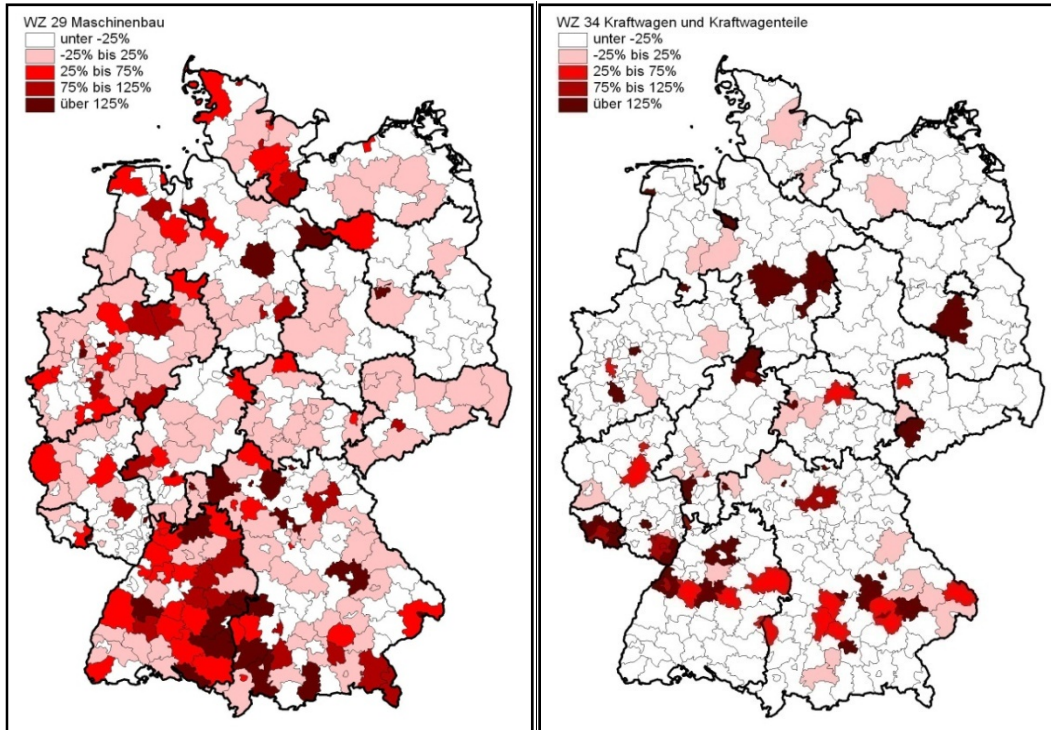 WZ 29 Maschinenbau
unter -25%
-25% bis 25%
25% bis 75%
75% bis 125%
über 125%
WZ 34 Kraftwagen und Kraftwagenteile
unter -25%
-25% bis 25%
25% bis 75%
75% bis 125%
über 125%